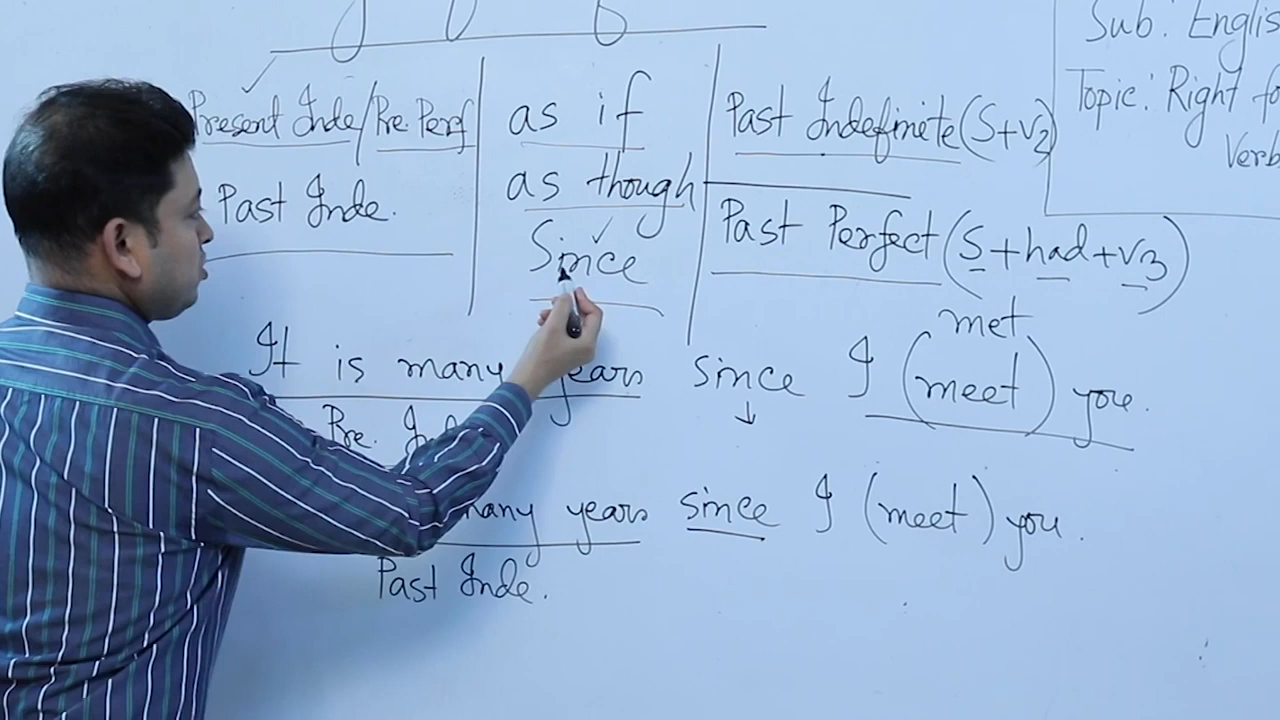 Sub: Englis
Topic: Right fo
Verb
Present Inde/Pre. Perf
Past Inde.
as if
as though
Since
Past Indefinite (S+V2)
Past Perfect (S+had+V3)
met
It is many years since I (meet) you.
Pre. Ind
many years since I (meet) you.
Past Inde.